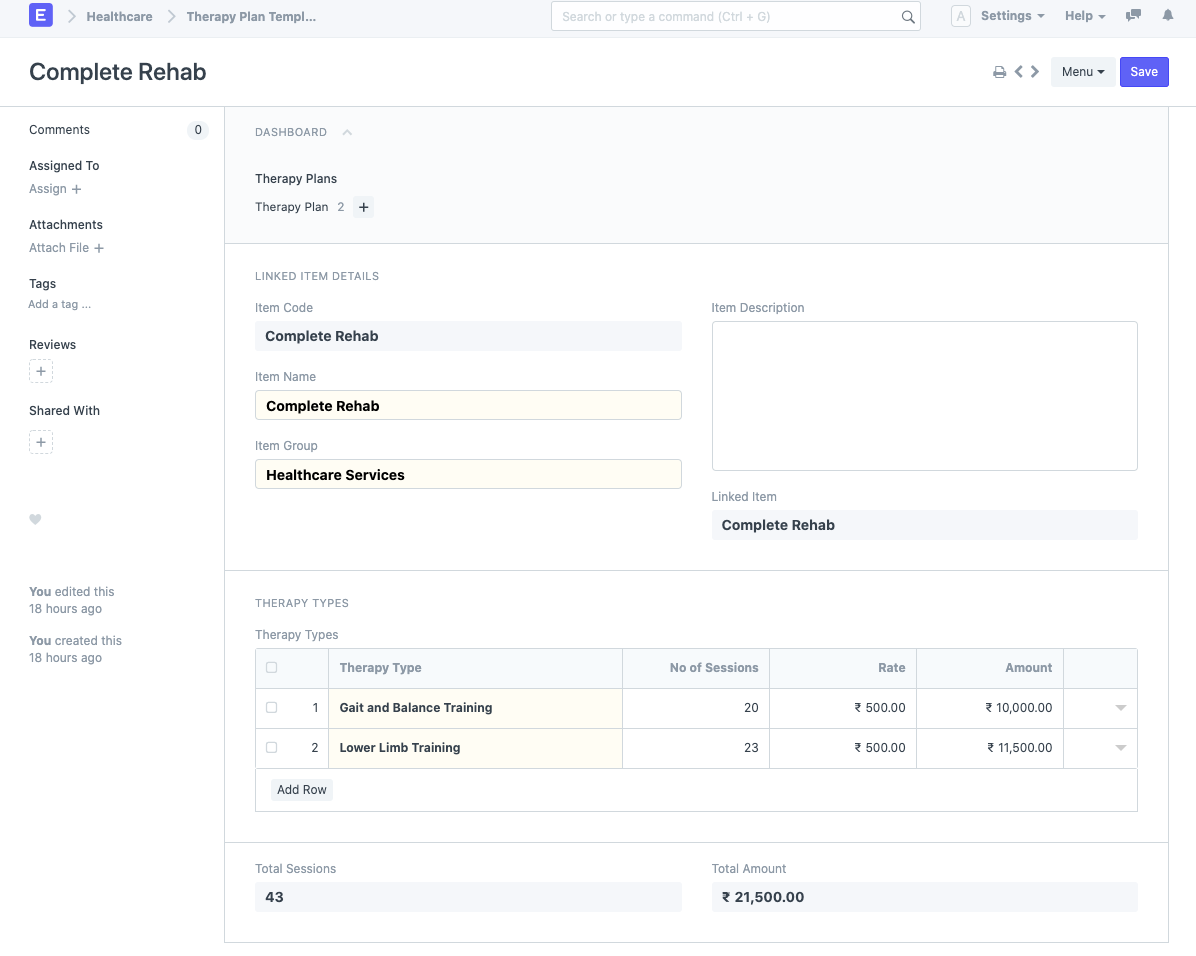 E Healthcare Therapy Plan Templ... Search or type a command (Ctrl + G) A Settings Help
Complete Rehab
Menu Save
Comments 0
Assigned To
Assign +
Attachments
Attach File +
Tags
Add a tag ...
Reviews
+
Shared With
+
You edited this
18 hours ago
You created this
18 hours ago
DASHBOARD
Therapy Plans
Therapy Plan 2 +
LINKED ITEM DETAILS
Item Code
Complete Rehab
Item Name
Complete Rehab
Item Group
Healthcare Services
Item Description
Linked Item
Complete Rehab
THERAPY TYPES
Therapy Types
Therapy Type No of Sessions Rate Amount
1 Gait and Balance Training 20 ₹ 500.00 ₹ 10,000.00
2 Lower Limb Training 23 ₹ 500.00 ₹ 11,500.00
Add Row
Total Sessions
43
Total Amount
₹ 21,500.00